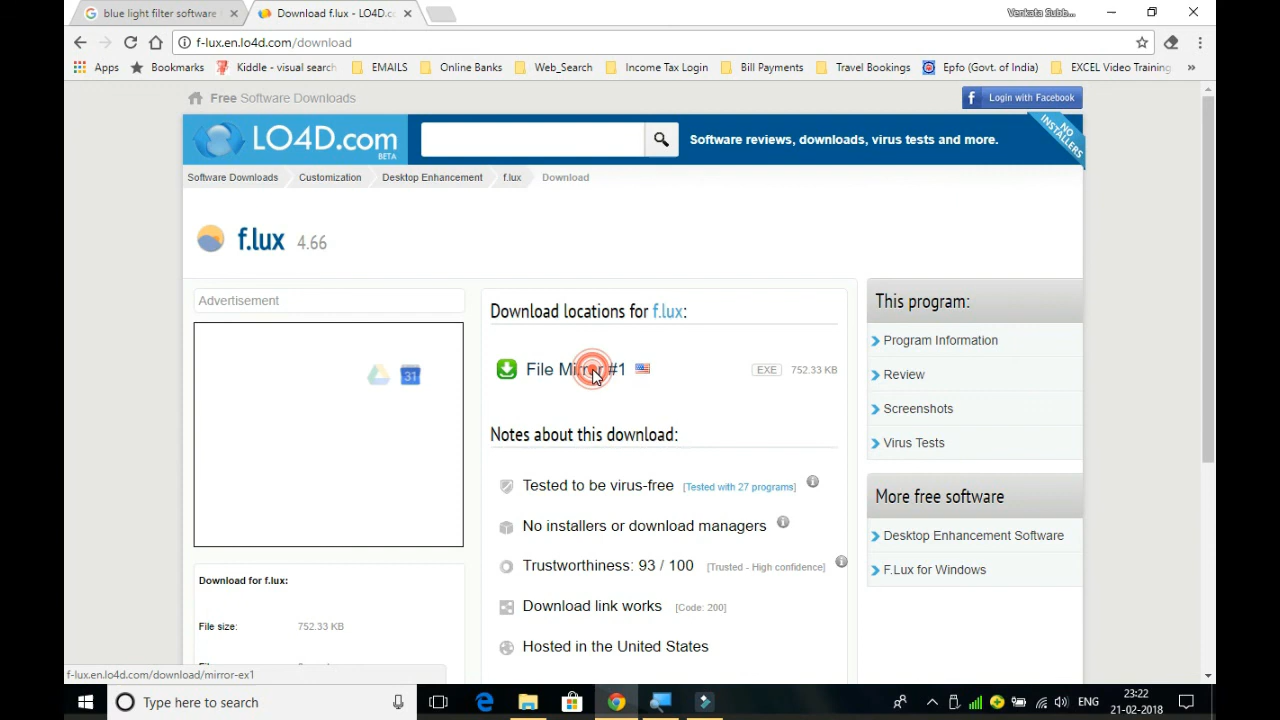 blue light filter software
Download f.lux - LO4D.c
Venkata Subb...
f-lux.en.lo4d.com/download
Apps
Bookmarks
Kiddle - visual search
EMAILS
Online Banks
Web_Search
Income Tax Login
Bill Payments
Travel Bookings
Epfo (Govt. of India)
EXCEL Video Training
»
Free Software Downloads
f Login with Facebook
LO4D.com
BETA
Software reviews, downloads, virus tests and more.
NO
INSTALLERS
Software Downloads
Customization
Desktop Enhancement
f.lux
Download
f.lux 4.66
Advertisement
31
Download for f.lux:
File size: 752.33 KB
Download locations for f.lux:
File Mirror #1
EXE 752.33 KB
Notes about this download:
Tested to be virus-free [Tested with 27 programs]
No installers or download managers
Trustworthiness: 93 / 100 [Trusted - High confidence]
Download link works [Code: 200]
Hosted in the United States
This program:
Program Information
Review
Screenshots
Virus Tests
More free software
Desktop Enhancement Software
F.Lux for Windows
f-lux.en.lo4d.com/download/mirror-ex1
Type here to search
ENG
23:22
21-02-2018